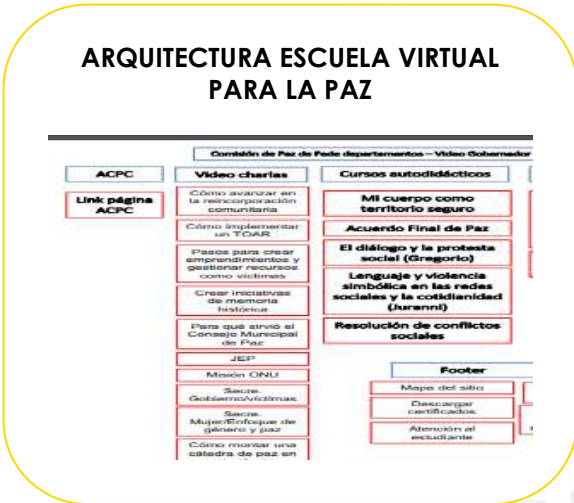 ARQUITECTURA ESCUELA VIRTUAL
PARA LA PAZ
Comisión de Paz de Fede departamentos – Video Gobernador
ACPC
Link página
ACPC
Video charlas
Cómo avanzar en
la reincorporación
comunitaria
Cómo implementar
un TOAR
Pasos para crear
emprendimientos y
gestionar recursos
como víctimas
Crear iniciativas
de memoria
histórica
Para qué sirvió el
Consejo Municipal
de Paz
JEP
Misión ONU
Secre.
Gobierno/víctimas
Secre.
Mujer/Enfoque de
género y paz
Cómo montar una
cátedra de paz en
Cursos autodidácticos
Mi cuerpo como
territorio seguro
Acuerdo Final de Paz
El diálogo y la protesta
social (Gregorio)
Lenguaje y violencia
simbólica en las redes
sociales y la cotidianidad
(Juranni)
Resolución de conflictos
sociales
Footer
Mapa del sitio
Descargar
certificados
Atención al
estudiante